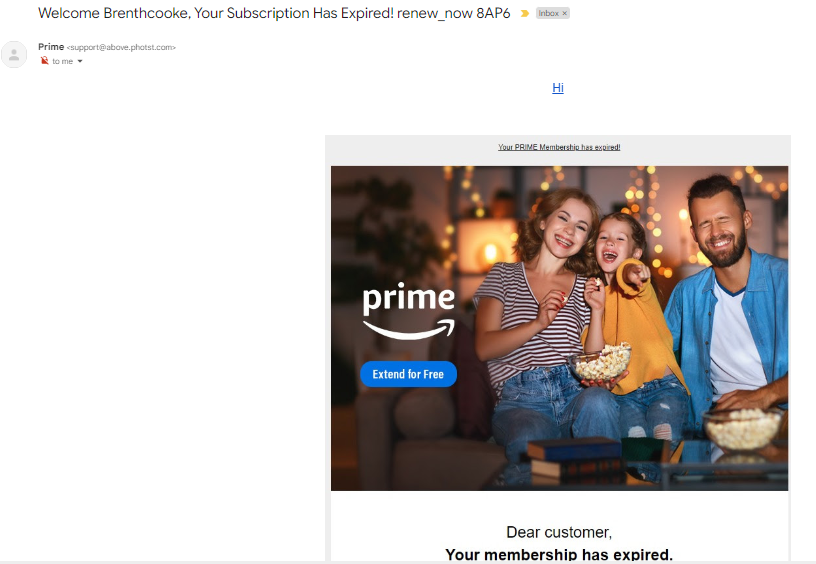 Welcome Brenthcooke, Your Subscription Has Expired! renew_now 8AP6 Inbox ×
Prime <support@above.photst.com>
to me
Hi
Your PRIME Membership has expired!
prime
Extend for Free
Dear customer,
Your membership has expired.